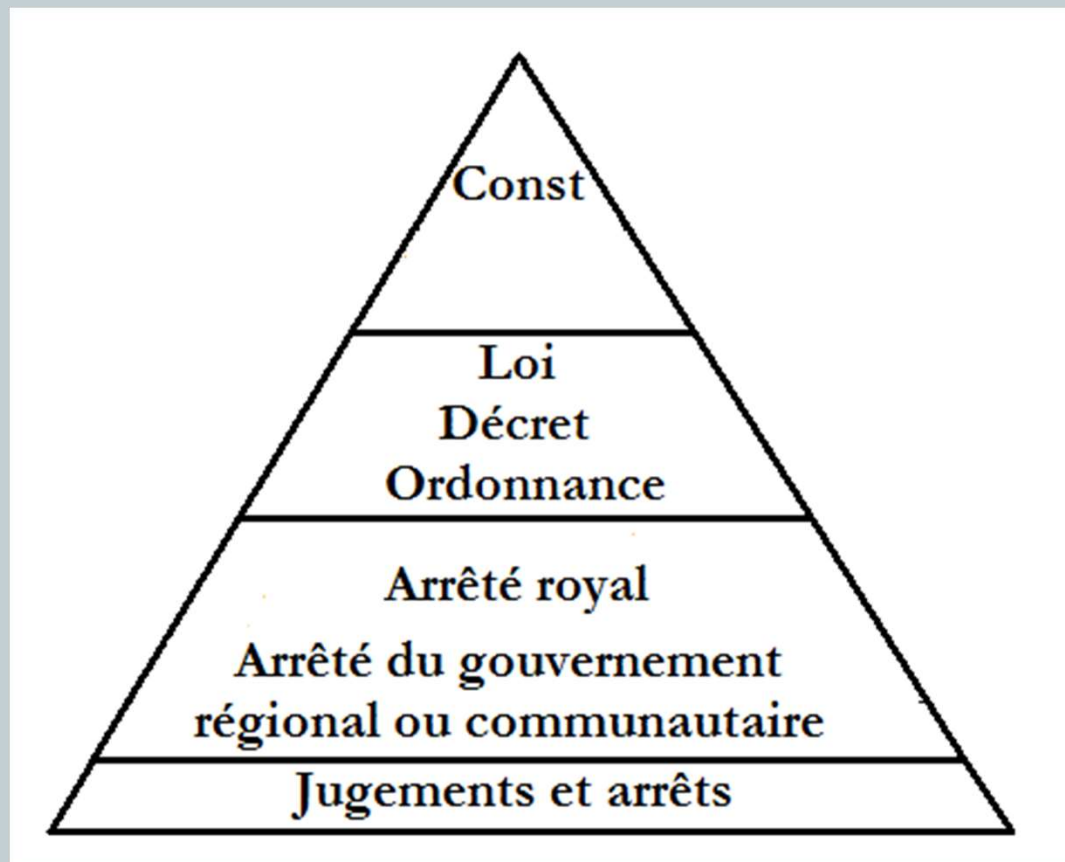 Const
Loi
Décret
Ordonnance
Arrêté royal
Arrêté du gouvernement
régional ou communautaire
Jugements et arrêts